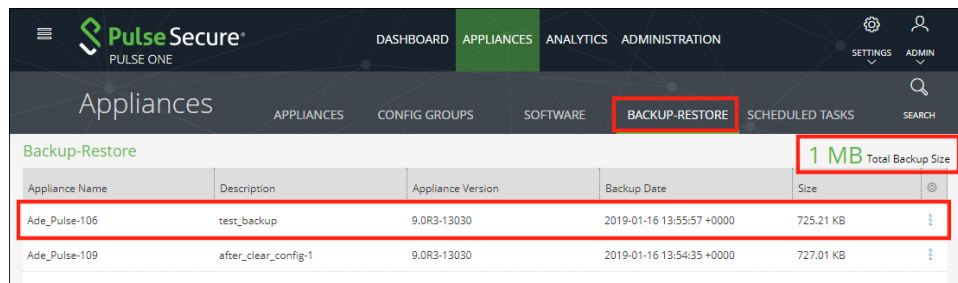 Pulse Secure®
PULSE ONE
DASHBOARD APPLIANCES ANALYTICS ADMINISTRATION
SETTINGS ADMIN
Appliances
APPLIANCES CONFIG GROUPS SOFTWARE BACKUP-RESTORE SCHEDULED TASKS SEARCH
Backup-Restore
1 MB Total Backup Size
Appliance Name Description Appliance Version Backup Date Size
Ade_Pulse-106 test_backup 9.0R3-13030 2019-01-16 13:55:57 +0000 725.21 KB
Ade_Pulse-109 after_clear_config-1 9.0R3-13030 2019-01-16 13:54:35 +0000 727.01 KB